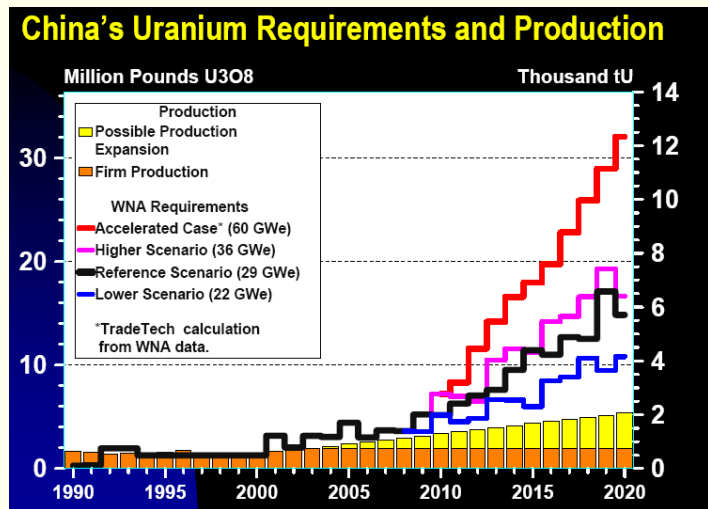 China's Uranium Requirements and Production
Million Pounds U3O8
Thousand tU
Production
Possible Production
Expansion
Firm Production
WNA Requirements
Accelerated Case* (60 GWe)
Higher Scenario (36 GWe)
Reference Scenario (29 GWe)
Lower Scenario (22 GWe)
*TradeTech calculation
from WNA data.
30
20
10
0
14
12
10
8
6
4
2
0
1990 1995 2000 2005 2010 2015 2020